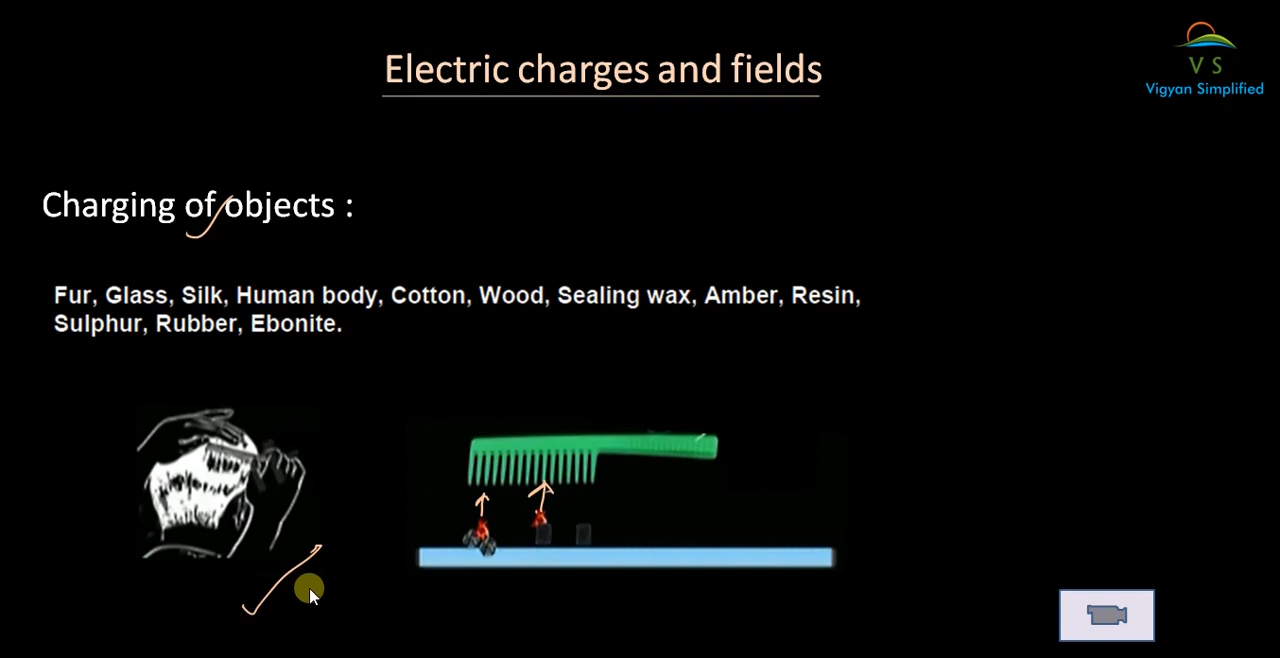 Electric charges and fields
V S
Vigyan Simplified
Charging of objects :
Fur, Glass, Silk, Human body, Cotton, Wood, Sealing wax, Amber, Resin,
Sulphur, Rubber, Ebonite.